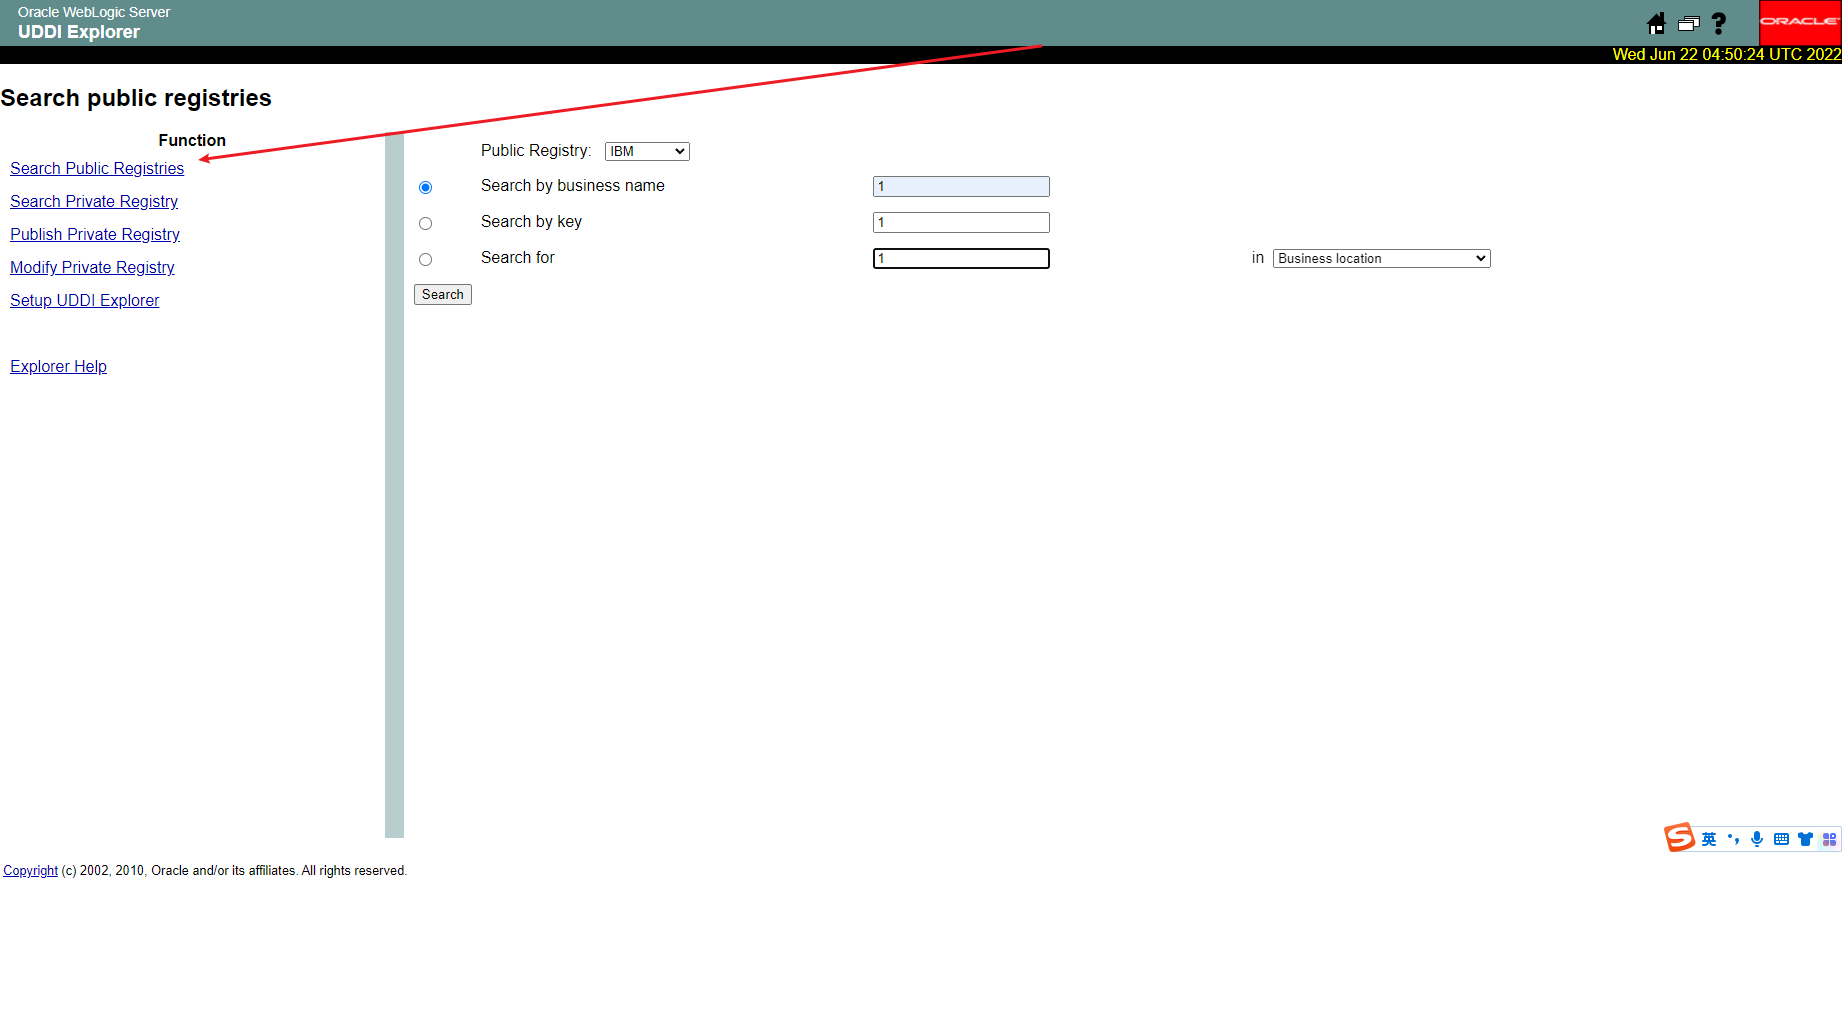 Oracle WebLogic Server
UDDI Explorer
ORACLE
Wed Jun 22 04:50:24 UTC 2022
Search public registries
Function
Search Public Registries
Search Private Registry
Publish Private Registry
Modify Private Registry
Setup UDDI Explorer
Explorer Help
Public Registry: IBM
Search by business name 1
Search by key 1
Search for 1 in Business location
Search
英
Copyright (c) 2002, 2010, Oracle and/or its affiliates. All rights reserved.